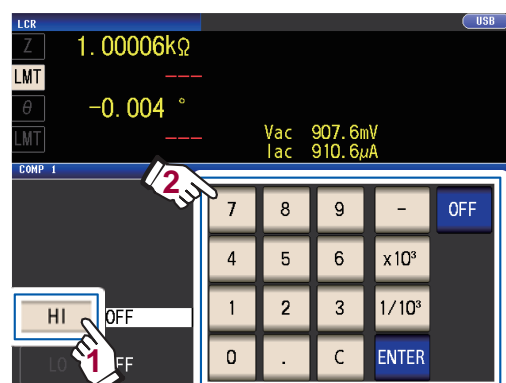 LCR USB
Z 1.00006kΩ
LMT ---
θ -0.004 °
LMT ---
Vac 907.6mV
Iac 910.6µA
COMP 1
2
7 8 9 - OFF
4 5 6 x10³
HI OFF
1 2 3 1/10³
LO
1
0 . C ENTER